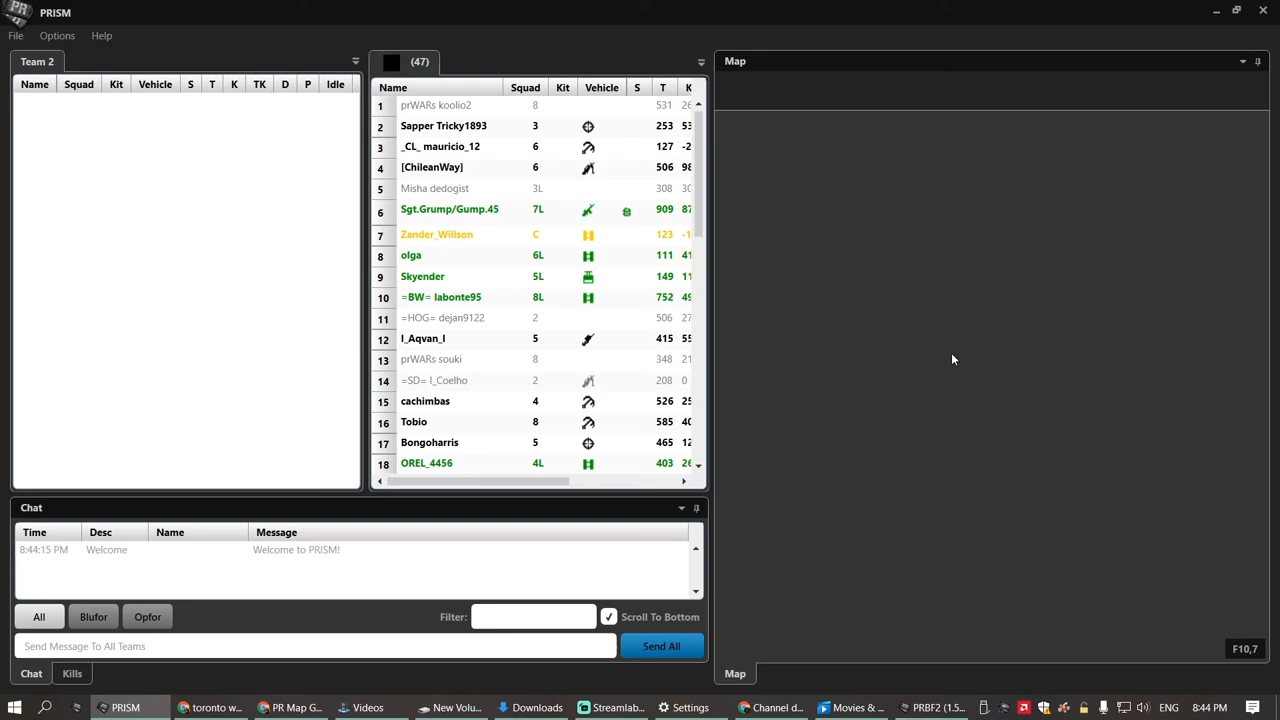 PRISM
File Options Help
Team 2
Name Squad Kit Vehicle S T K TK D P Idle
(47)
Name Squad Kit Vehicle S T K
1 prWARs koolio2 8 531 26
2 Sapper Tricky1893 3 253 53
3 _CL_ mauricio_12 6 127 -2
4 [ChileanWay] 6 506 98
5 Misha dedogist 3L 308 30
6 Sgt.Grump/Gump.45 7L 909 87
7 Zander_Willson C 123 -1
8 olga 6L 111 41
9 Skyender 5L 149 11
10 =BW= labonte95 8L 752 49
11 =HOG= dejan9122 2 506 27
12 I_Aqvan_I 5 415 55
13 prWARs souki 8 348 21
14 =SD= I_Coelho 2 208 0
15 cachimbas 4 526 25
16 Tobio 8 585 40
17 Bongoharris 5 465 12
18 OREL_4456 4L 403 26
Map
F10,7
Map
Chat
Time Desc Name Message
8:44:15 PM Welcome Welcome to PRISM!
All Blufor Opfor Filter: Scroll To Bottom
Send Message To All Teams Send All
Chat Kills
PRISM toronto w... PR Map G... Videos New Volu... Downloads Streamlab... Settings Channel d... Movies & ... PRBF2 (1.5... 8:44 PM